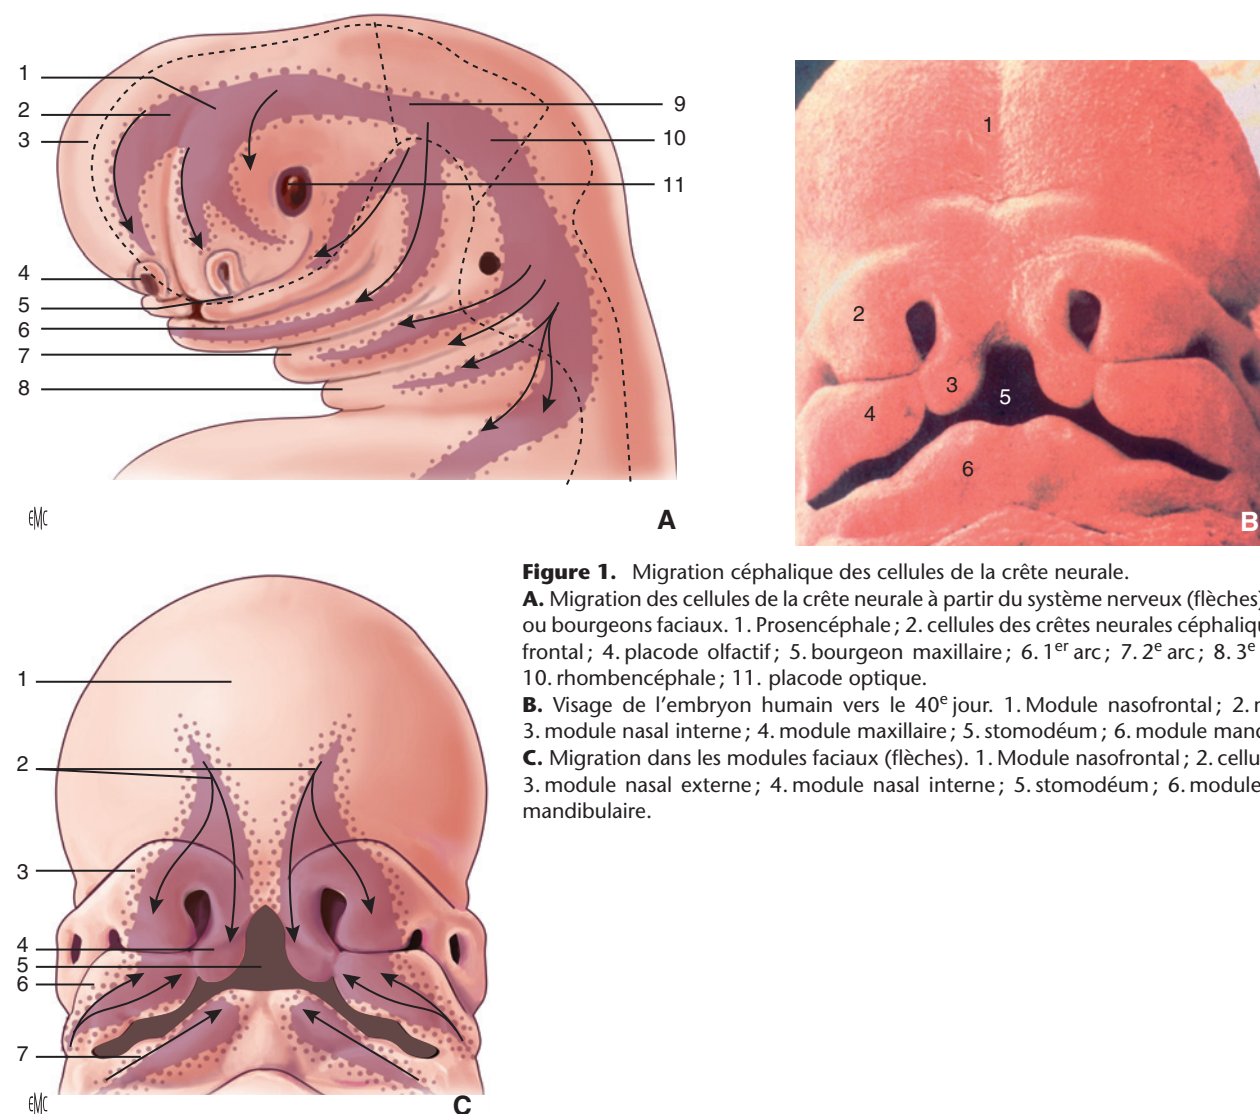 1
2
3
4
5
6
7
8
9
10
11
EMC
A
1
2
3
4
5
6
B
Figure 1. Migration céphalique des cellules de la crête neurale.
A. Migration des cellules de la crête neurale à partir du système nerveux (flèches)
ou bourgeons faciaux. 1. Prosencéphale ; 2. cellules des crêtes neurales céphaliqu
frontal ; 4. placode olfactif ; 5. bourgeon maxillaire ; 6. 1er arc ; 7. 2e arc ; 8. 3e
10. rhombencéphale ; 11. placode optique.
B. Visage de l'embryon humain vers le 40e jour. 1. Module nasofrontal ; 2. r
3. module nasal interne ; 4. module maxillaire ; 5. stomodéum ; 6. module mand
C. Migration dans les modules faciaux (flèches). 1. Module nasofrontal ; 2. cellu
3. module nasal externe ; 4. module nasal interne ; 5. stomodéum ; 6. module
mandibulaire.
1
2
3
4
5
6
7
EMC
C